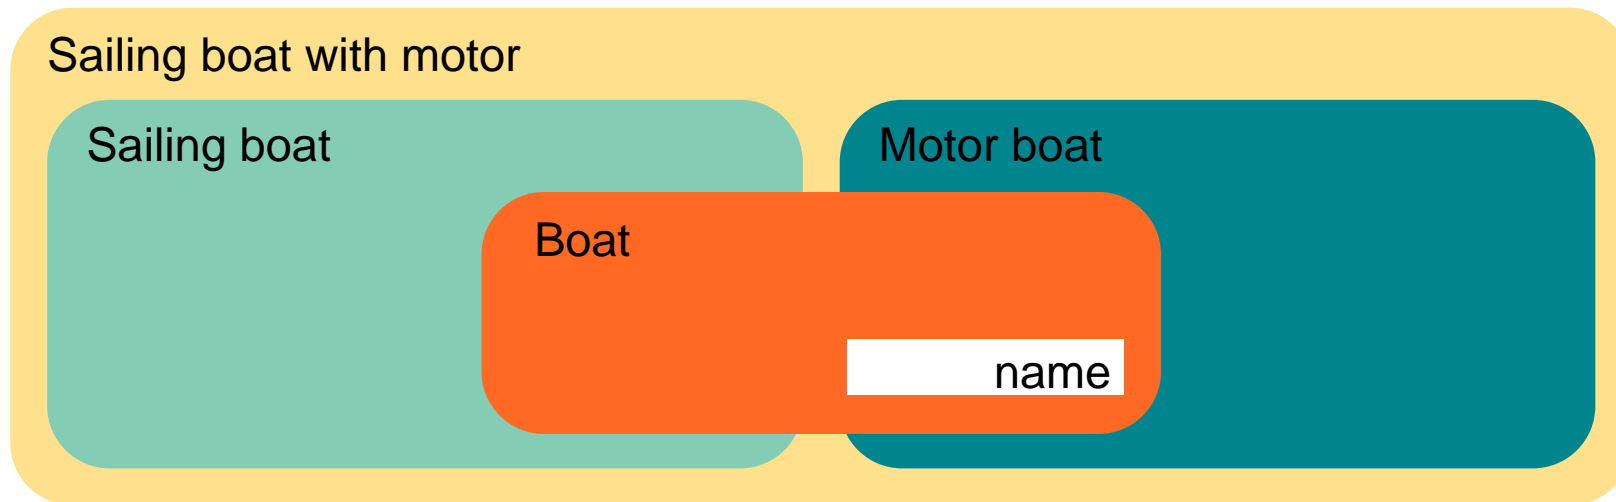 Sailing boat with motor
Sailing boat
Motor boat
Boat
name